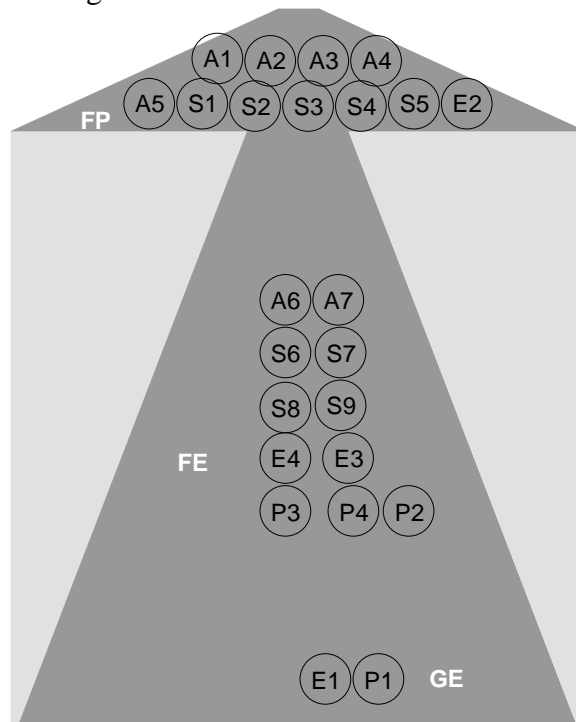 A1 A2 A3 A4
A5 S1 S2 S3 S4 S5 E2
FP
A6 A7
S6 S7
S8 S9
FE E4 E3
P3 P4 P2
E1 P1 GE